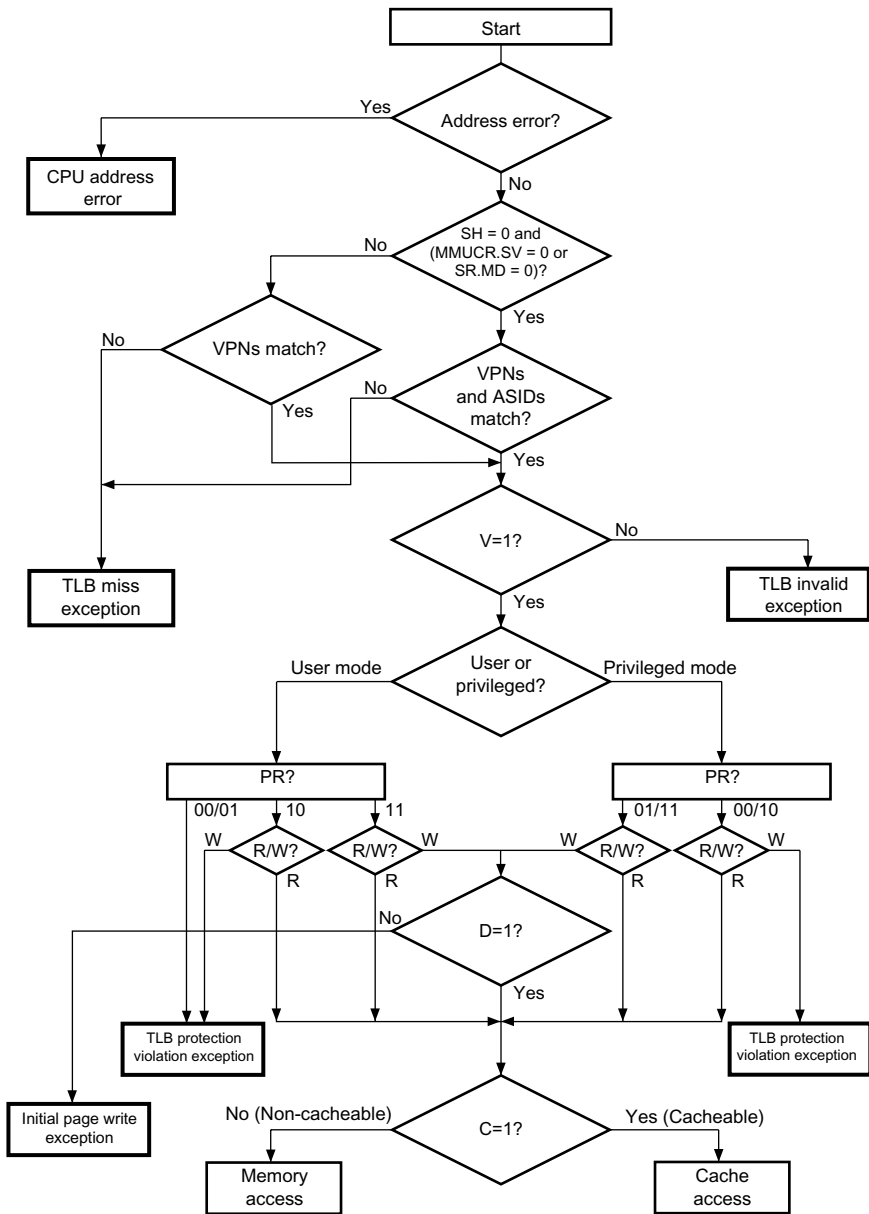 Start
Address error?
Yes
CPU address
error
No
SH = 0 and
(MMUCR.SV = 0 or
SR.MD = 0)?
No
Yes
VPNs match?
No
Yes
VPNs
and ASIDs
match?
No
Yes
V=1?
No
TLB miss
exception
TLB invalid
exception
Yes
User or
privileged?
User mode
Privileged mode
PR?
PR?
00/01
10
11
01/11
00/10
W
R/W?
R/W?
W
W
R/W?
R/W?
W
R
R
R
R
No
D=1?
Yes
TLB protection
violation exception
TLB protection
violation exception
Initial page write
exception
No (Non-cacheable)
C=1?
Yes (Cacheable)
Memory
access
Cache
access